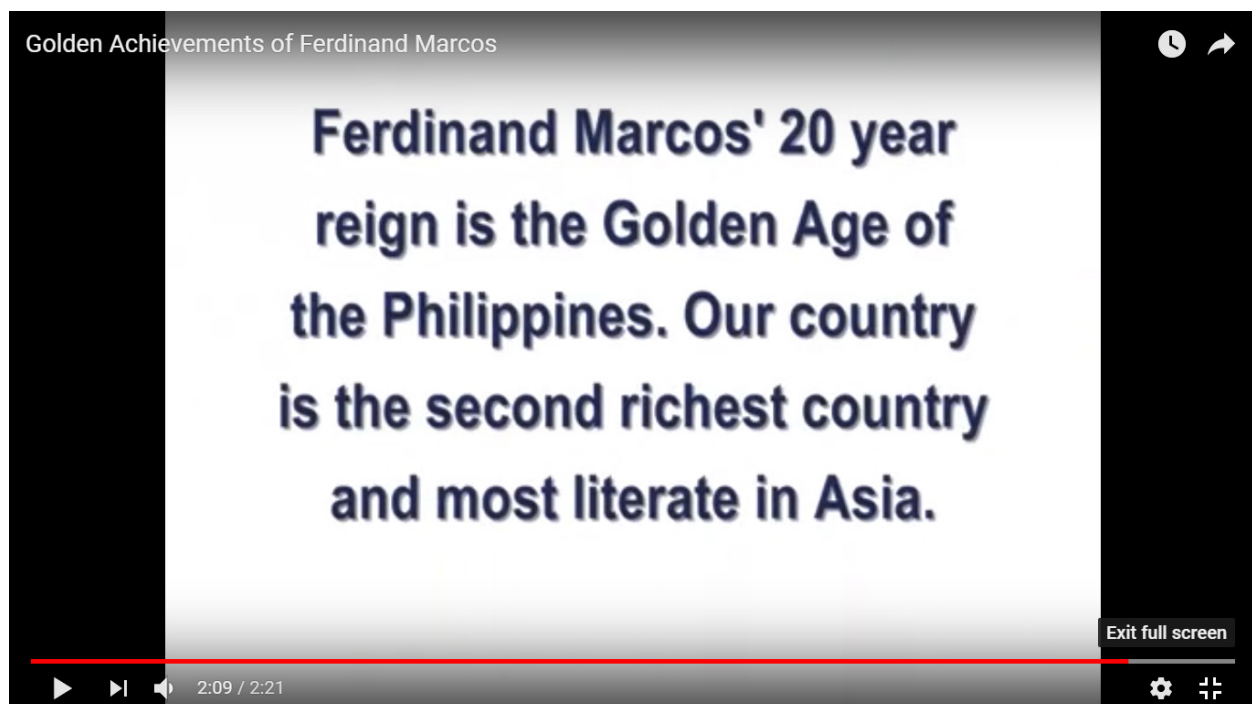 Golden Achievements of Ferdinand Marcos
Ferdinand Marcos' 20 year
reign is the Golden Age of
the Philippines. Our country
is the second richest country
and most literate in Asia.
Exit full screen
2:09 / 2:21